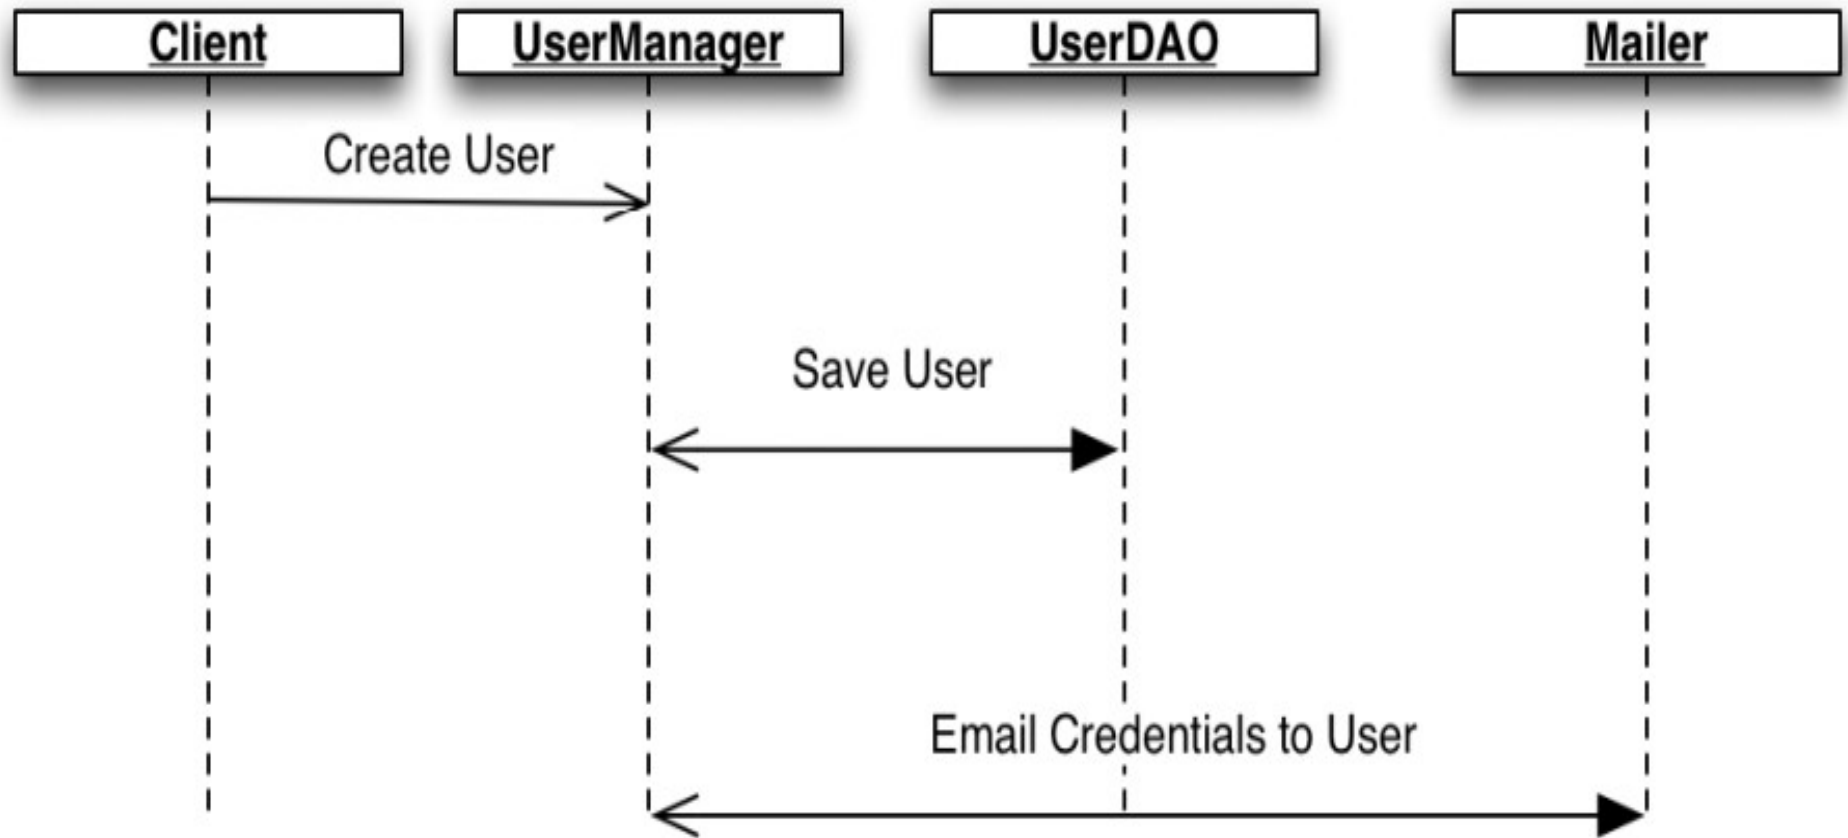 Client
UserManager
UserDAO
Mailer
Create User
Save User
Email Credentials to User